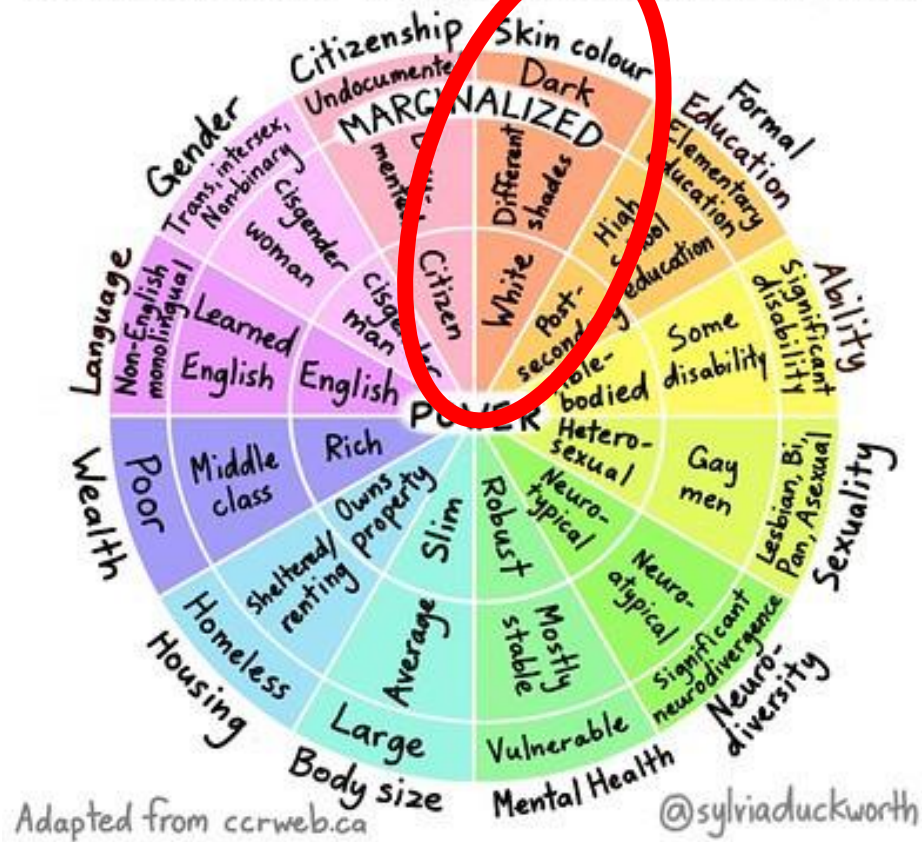 Citizenship
Undocumente
MARGINALIZED
Citizen
Skin colour
Dark
Different
shades
White
Formal
Education
Elementary
education
High
school
education
Post-
secondary
Ability
Significant
disability
Some
disability
bodied
Sexuality
Lesbian, Bi,
Pan, Asexual
Gay
men
Hetero-
sexual
Neuro-
diversity
Significant
neurodivergence
Neuro-
atypical
Neuro-
typical
Mental Health
Vulnerable
Mostly
stable
Robust
Body size
Large
Average
Slim
Housing
Homeless
Sheltered/
renting
Owns
property
Wealth
Poor
Middle
class
Rich
Language
Non-English
monolingual
Learned
English
English
Gender
Trans, intersex,
Nonbinary
cisgender
woman
cisgender
man
POWER
Adapted from ccrweb.ca
@sylviaduckworth